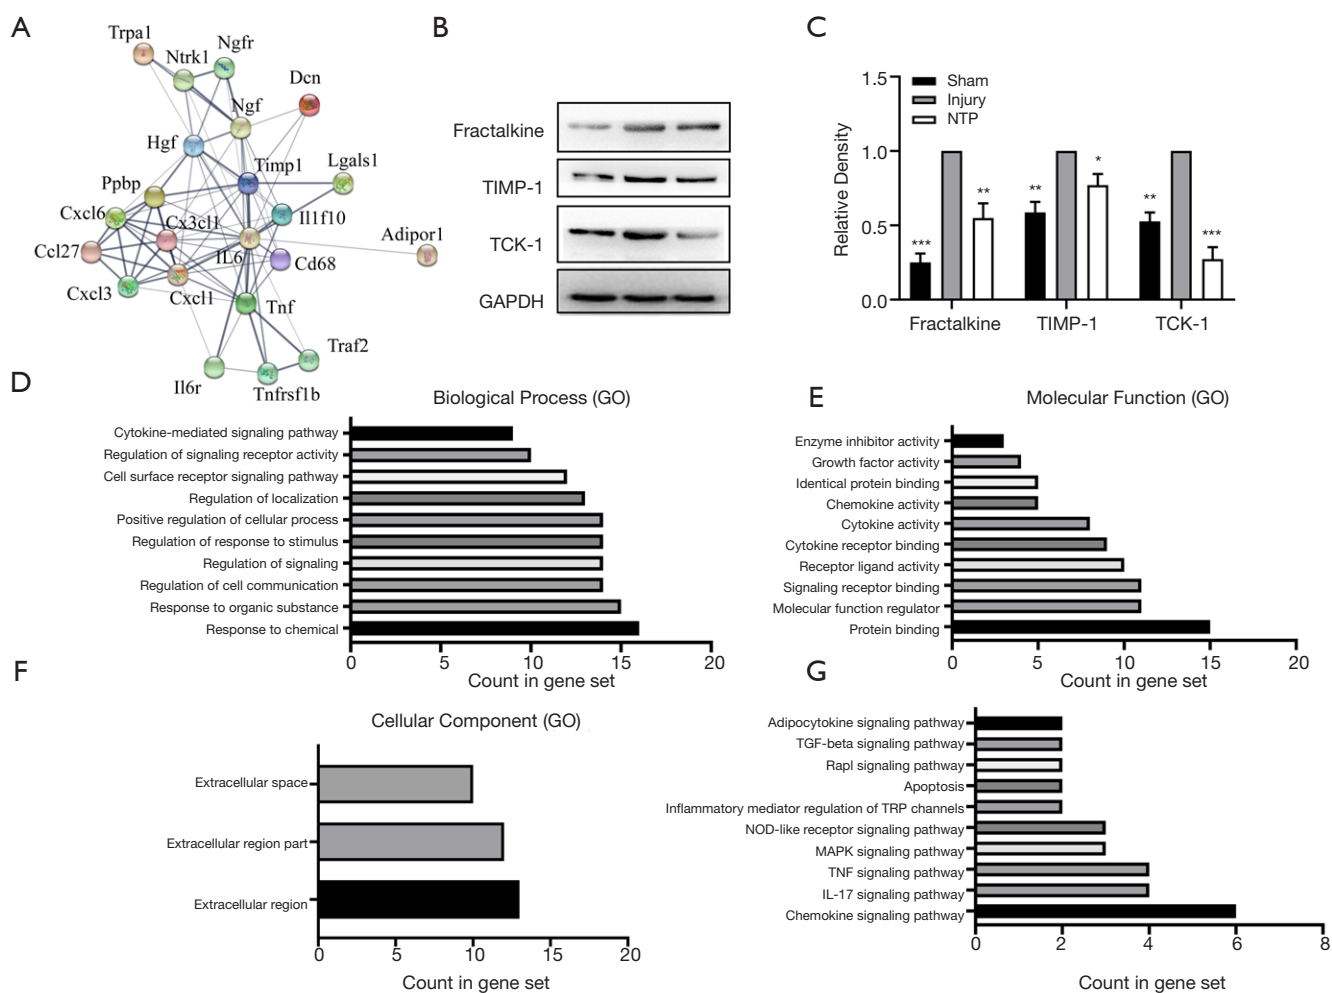 A
Trpa1
Ntrk1
Ngfr
Dcn
Ngf
Hgf
Timp1
Lgals1
Ppbp
Cxcl6
Cx3cl1
Il1f10
Adipor1
Ccl27
IL6
Cd68
Cxcl3
Cxcl1
Tnf
Traf2
Il6r
Tnfrsf1b
B
Fractalkine
TIMP-1
TCK-1
GAPDH
C
Relative Density
1.5
1.0
0.5
0.0
Sham
Injury
NTP
***
**
**
*
**
***
Fractalkine TIMP-1 TCK-1
D
Biological Process (GO)
Cytokine-mediated signaling pathway
Regulation of signaling receptor activity
Cell surface receptor signaling pathway
Regulation of localization
Positive regulation of cellular process
Regulation of response to stimulus
Regulation of signaling
Regulation of cell communication
Response to organic substance
Response to chemical
0 5 10 15 20
Count in gene set
E
Molecular Function (GO)
Enzyme inhibitor activity
Growth factor activity
Identical protein binding
Chemokine activity
Cytokine activity
Cytokine receptor binding
Receptor ligand activity
Signaling receptor binding
Molecular function regulator
Protein binding
0 5 10 15 20
Count in gene set
F
Cellular Component (GO)
Extracellular space
Extracellular region part
Extracellular region
0 5 10 15 20
Count in gene set
G
Adipocytokine signaling pathway
TGF-beta signaling pathway
Rapl signaling pathway
Apoptosis
Inflammatory mediator regulation of TRP channels
NOD-like receptor signaling pathway
MAPK signaling pathway
TNF signaling pathway
IL-17 signaling pathway
Chemokine signaling pathway
0 2 4 6 8
Count in gene set